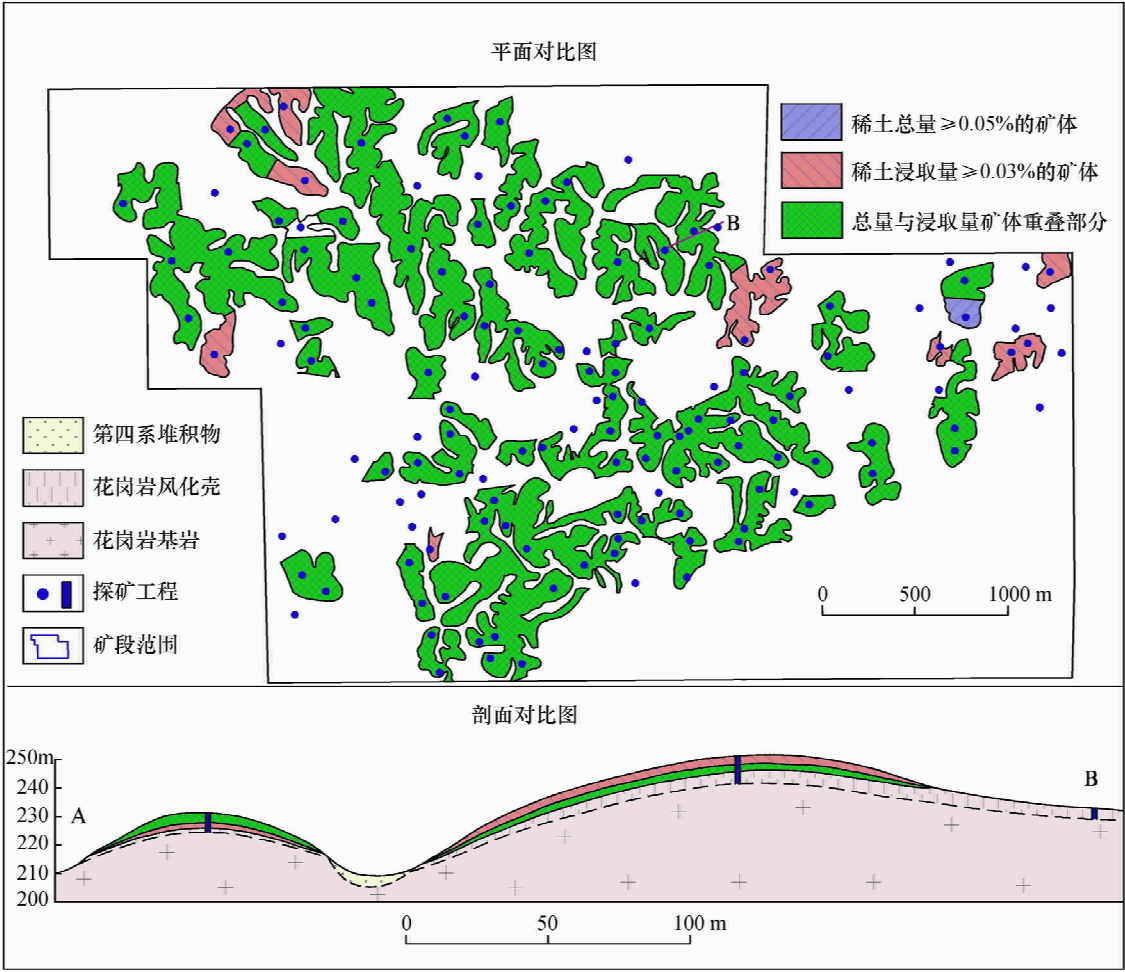 平面对比图
稀土总量≥0.05%的矿体
稀土浸取量≥0.03%的矿体
总量与浸取量矿体重叠部分
A
B
第四系堆积物
花岗岩风化壳
花岗岩基岩
探矿工程
矿段范围
0 500 1000 m
剖面对比图
250m
240
230
220
210
200
A
B
0 50 100 m